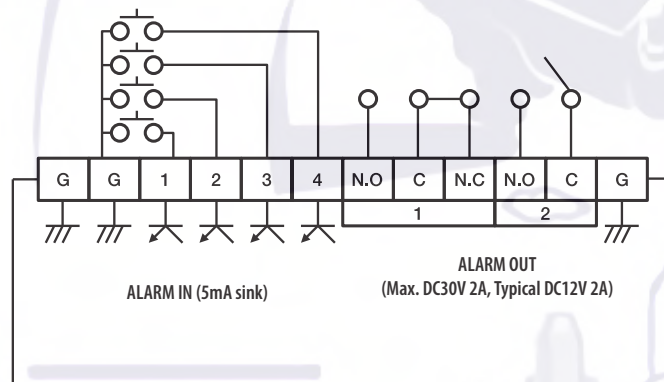 G G 1 2 3 4 N.O C N.C N.O C G
1 2
ALARM IN (5mA sink)
ALARM OUT
(Max. DC30V 2A, Typical DC12V 2A)